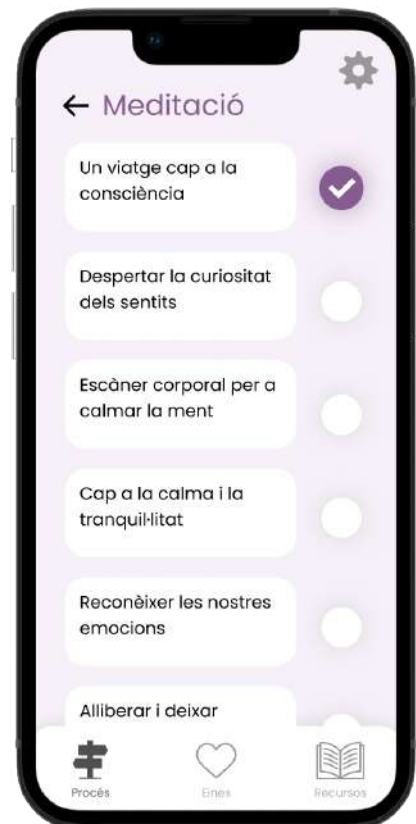 Meditació
Un viatge cap a la
consciència
Despertar la curiositat
dels sentits
Escàner corporal per a
calmar la ment
Cap a la calma i la
tranquil·litat
Reconèixer les nostres
emocions
Alliberar i deixar
Procés
Eines
Recursos